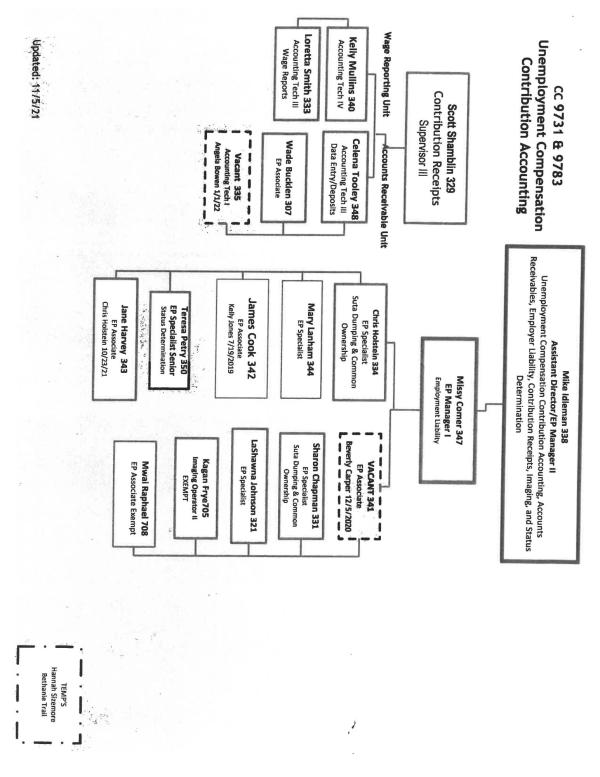 CC 9731 & 9783
Unemployment Compensation
Contribution Accounting
Mike Idleman 338
Assistant Director/EP Manager II
Unemployment Compensation Contribution Accounting, Accounts
Receivables, Employer Liability, Contribution Receipts, Imaging, and Status
Determination
Scott Shamblin 329
Contribution Receipts
Supervisor III
Wage Reporting Unit
Accounts Receivable Unit
Kelly Mullins 340
Accounting Tech IV
Loretta Smith 333
Accounting Tech III
Wage Reports
Celena Tooley 348
Accounting Tech III
Data Entry/Deposits
Wade Bucklen 307
EP Associate
Vacant 335
Accounting Tech I
Angela Bowen 1/1/22
Missy Comer 347
EP Manager I
Employment Liability
Chris Holstein 334
EP Specialist
Suta Dumping & Common
Ownership
Mary Lanham 344
EP Specialist
James Cook 342
EP Associate
Kelly Jones 7/19/2019
Teresa Petry 350
EP Specialist Senior
Status Determination
Jane Harvey 343
EP Associate
Chris Holstein 10/23/21
VACANT 341
EP Associate
Beverly Carper 12/5/2020
Sharon Chapman 331
EP Specialist
Suta Dumping & Common
Ownership
LaShawna Johnson 321
EP Specialist
Kagan Frye705
Imaging Operator II
EXEMPT
Mwai Raphael 708
EP Associate Exempt
TEMP'S
Hannah Sizemore
Bethanie Trail
Updated: 11/5/21